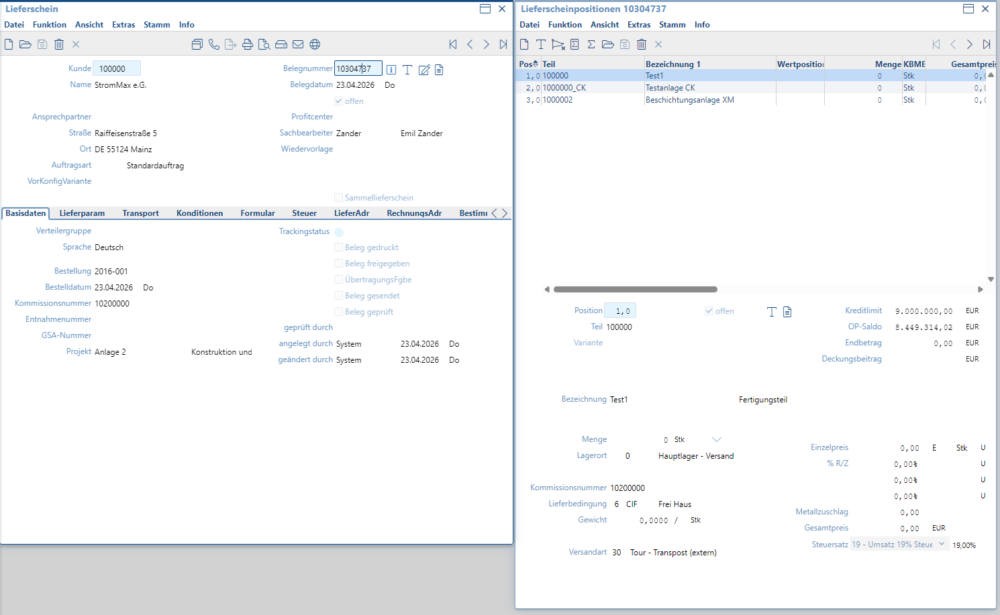 Lieferschein
Datei Funktion Ansicht Extras Stamm Info
Kunde 100000 Belegnummer 10304737
Name StromMax e.G. Belegdatum 23.04.2026 Do
offen
Ansprechpartner Profitcenter
Straße Raiffeisenstraße 5 Sachbearbeiter Zander Emil Zander
Ort DE 55124 Mainz Wiedervorlage
Auftragsart Standardauftrag
VorKonfigVariante
Sammellieferschein
Basisdaten Lieferparam Transport Konditionen Formular Steuer LieferAdr RechnungsAdr Bestim
Verteilergruppe Trackingstatus
Sprache Deutsch Beleg gedruckt
Beleg freigegeben
Bestellung 2016-001 ÜbertragungsFgbe
Bestelldatum 23.04.2026 Do Beleg gesendet
Kommissionsnummer 10200000 Beleg geprüft
Entnahmenummer geprüft durch
GSA-Nummer angelegt durch System 23.04.2026 Do
Projekt Anlage 2 Konstruktion und geändert durch System 23.04.2026 Do
Lieferscheinpositionen 10304737
Datei Funktion Ansicht Extras Stamm Info
Pos Teil Bezeichnung 1 Wertposition Menge KBME Gesamtpreis
1,0 100000 Test1 0 Stk 0,0
2,0 1000000_CK Testanlage CK 0 Stk 0,0
3,0 1000002 Beschichtungsanlage XM 0 Stk 0,0
Position 1,0 offen Kreditlimit 9.000.000,00 EUR
Teil 100000 OP-Saldo 8.449.314,02 EUR
Variante Endbetrag 0,00 EUR
Deckungsbeitrag EUR
Bezeichnung Test1 Fertigungsteil
Menge 0 Stk
Einzelpreis 0,00 E Stk U
Lagerort 0 Hauptlager - Versand
% R/Z 0,00% U
0,00% U
Kommissionsnummer 10200000
0,00% U
Lieferbedingung 6 CIF Frei Haus
Metallzuschlag 0,00
Gewicht 0,0000 / Stk
Gesamtpreis 0,00 EUR
Steuersatz 19 - Umsatz 19% Steue 19,00%
Versandart 30 Tour - Transpost (extern)